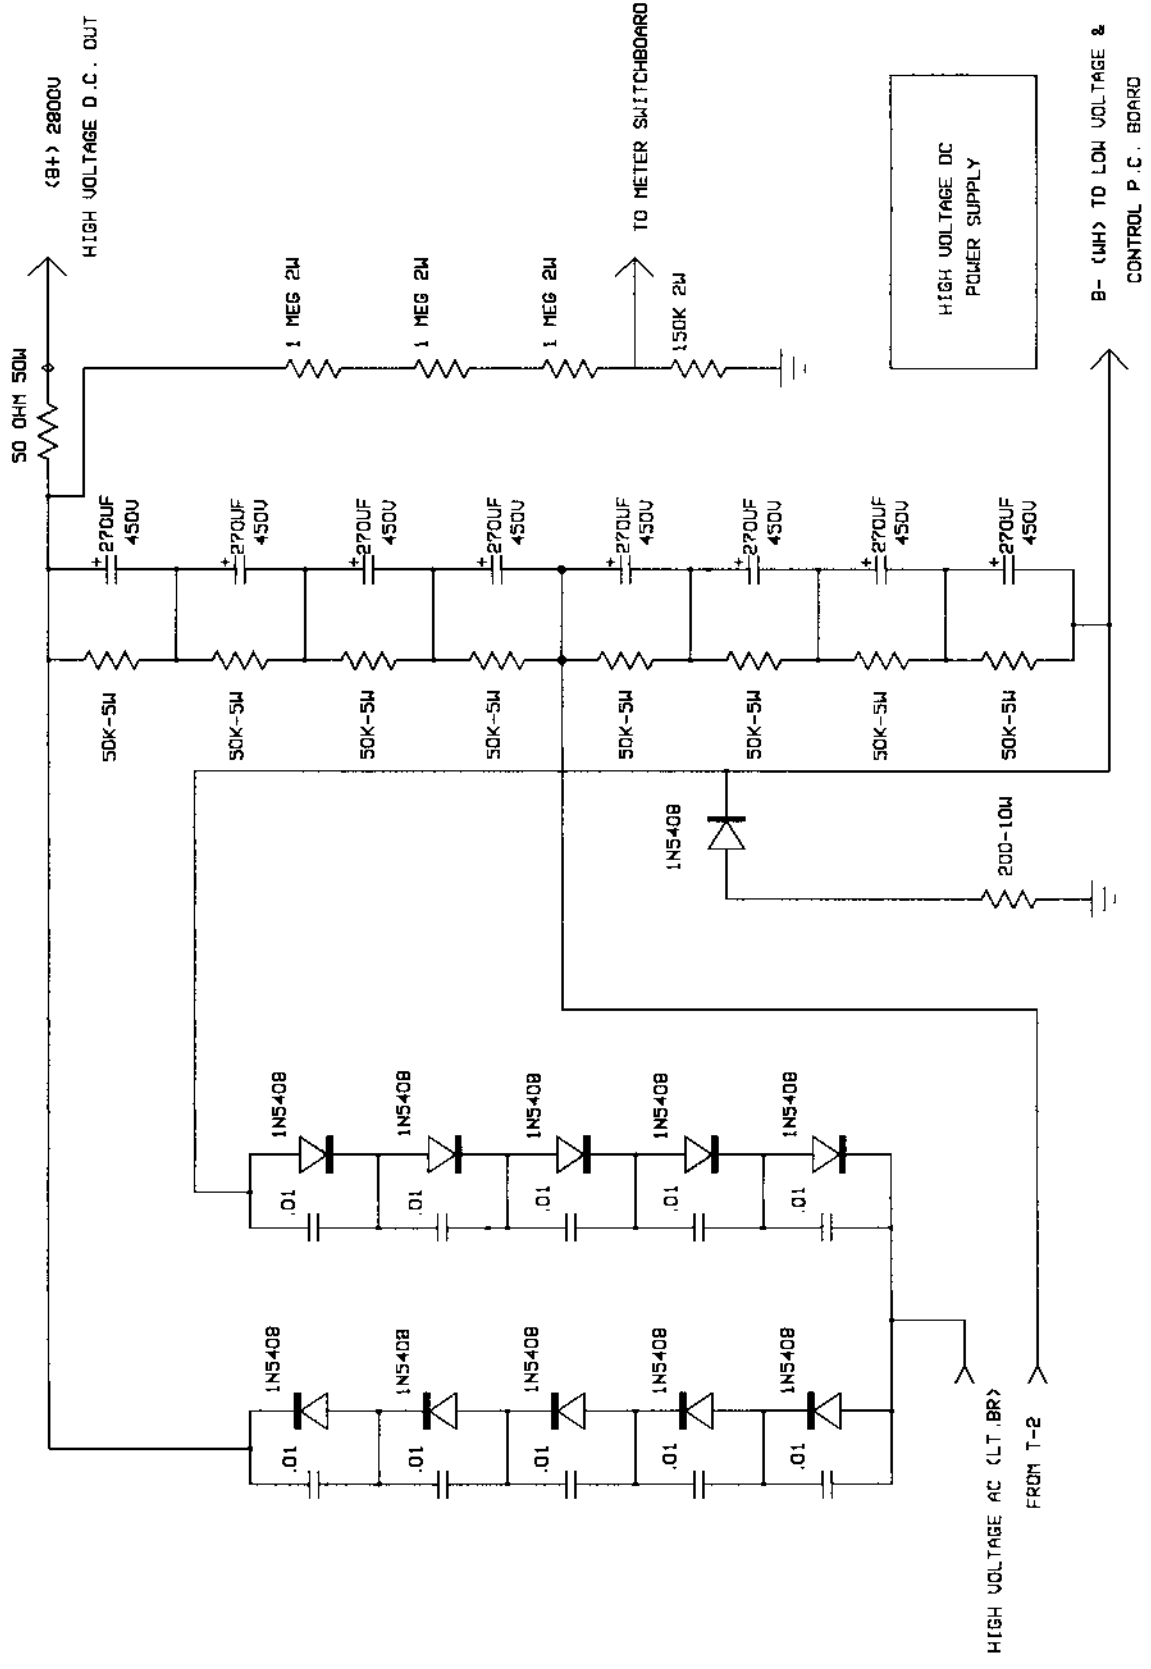 50 OHM 50W
(B+) 2800V
HIGH VOLTAGE D.C. OUT
1N5408
.01
1N5408
.01
1N5408
.01
1N5408
.01
1N5408
.01
1N5408
.01
1N5408
.01
1N5408
.01
1N5408
.01
1N5408
.01
HIGH VOLTAGE AC (LT.BR)
FROM T-2
1N5408
200-10W
50K-5W
50K-5W
50K-5W
50K-5W
50K-5W
50K-5W
50K-5W
50K-5W
+270UF
450V
+270UF
450V
+270UF
450V
+270UF
450V
+270UF
450V
+270UF
450V
+270UF
450V
+270UF
450V
1 MEG 2W
1 MEG 2W
1 MEG 2W
150K 2W
TO METER SWITCHBOARD
HIGH VOLTAGE DC
POWER SUPPLY
B- (WH) TO LOW VOLTAGE &
CONTROL P.C. BOARD